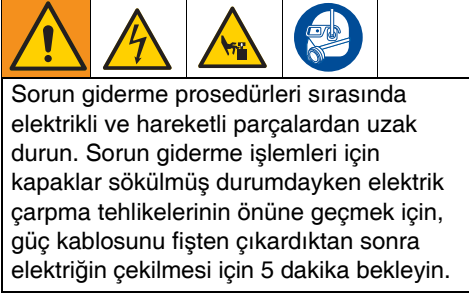 Sorun giderme prosedürleri sırasında
elektrikli ve hareketli parçalardan uzak
durun. Sorun giderme işlemleri için
kapaklar sökülmüş durumdayken elektrik
çarpma tehlikelerinin önüne geçmek için,
güç kablosunu fişten çıkardıktan sonra
elektriğin çekilmesi için 5 dakika bekleyin.